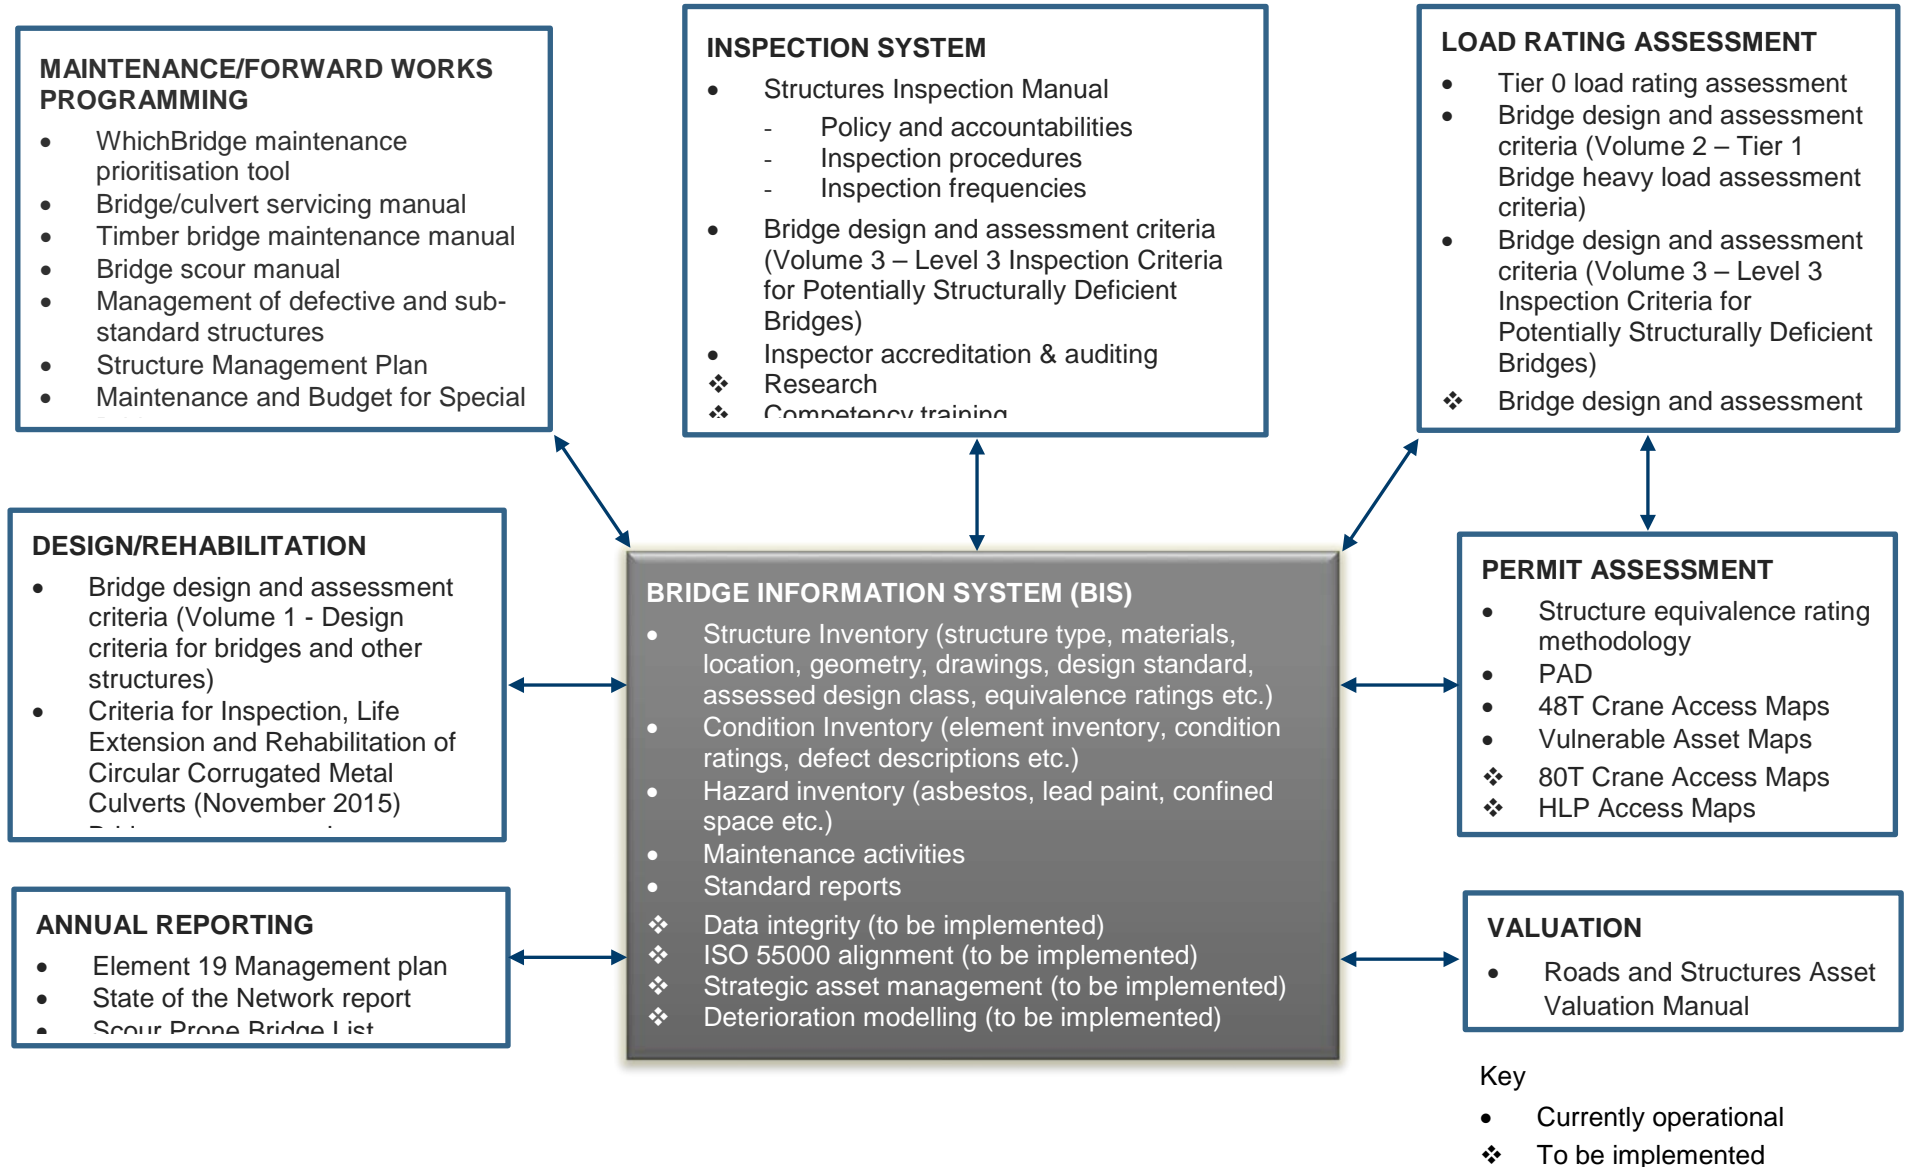 MAINTENANCE/FORWARD WORKS
PROGRAMMING
• WhichBridge maintenance
prioritisation tool
• Bridge/culvert servicing manual
• Timber bridge maintenance manual
• Bridge scour manual
• Management of defective and sub-
standard structures
• Structure Management Plan
• Maintenance and Budget for Special
INSPECTION SYSTEM
• Structures Inspection Manual
- Policy and accountabilities
- Inspection procedures
- Inspection frequencies
• Bridge design and assessment criteria
(Volume 3 – Level 3 Inspection Criteria
for Potentially Structurally Deficient
Bridges)
• Inspector accreditation & auditing
❖ Research
❖ Competency training
LOAD RATING ASSESSMENT
• Tier 0 load rating assessment
• Bridge design and assessment
criteria (Volume 2 – Tier 1
Bridge heavy load assessment
criteria)
• Bridge design and assessment
criteria (Volume 3 – Level 3
Inspection Criteria for
Potentially Structurally Deficient
Bridges)
❖ Bridge design and assessment
DESIGN/REHABILITATION
• Bridge design and assessment
criteria (Volume 1 - Design
criteria for bridges and other
structures)
• Criteria for Inspection, Life
Extension and Rehabilitation of
Circular Corrugated Metal
Culverts (November 2015)
BRIDGE INFORMATION SYSTEM (BIS)
• Structure Inventory (structure type, materials,
location, geometry, drawings, design standard,
assessed design class, equivalence ratings etc.)
• Condition Inventory (element inventory, condition
ratings, defect descriptions etc.)
• Hazard inventory (asbestos, lead paint, confined
space etc.)
• Maintenance activities
• Standard reports
❖ Data integrity (to be implemented)
❖ ISO 55000 alignment (to be implemented)
❖ Strategic asset management (to be implemented)
❖ Deterioration modelling (to be implemented)
PERMIT ASSESSMENT
• Structure equivalence rating
methodology
• PAD
• 48T Crane Access Maps
• Vulnerable Asset Maps
❖ 80T Crane Access Maps
❖ HLP Access Maps
ANNUAL REPORTING
• Element 19 Management plan
• State of the Network report
• Scour Prone Bridge List
VALUATION
• Roads and Structures Asset
Valuation Manual
Key
• Currently operational
❖ To be implemented